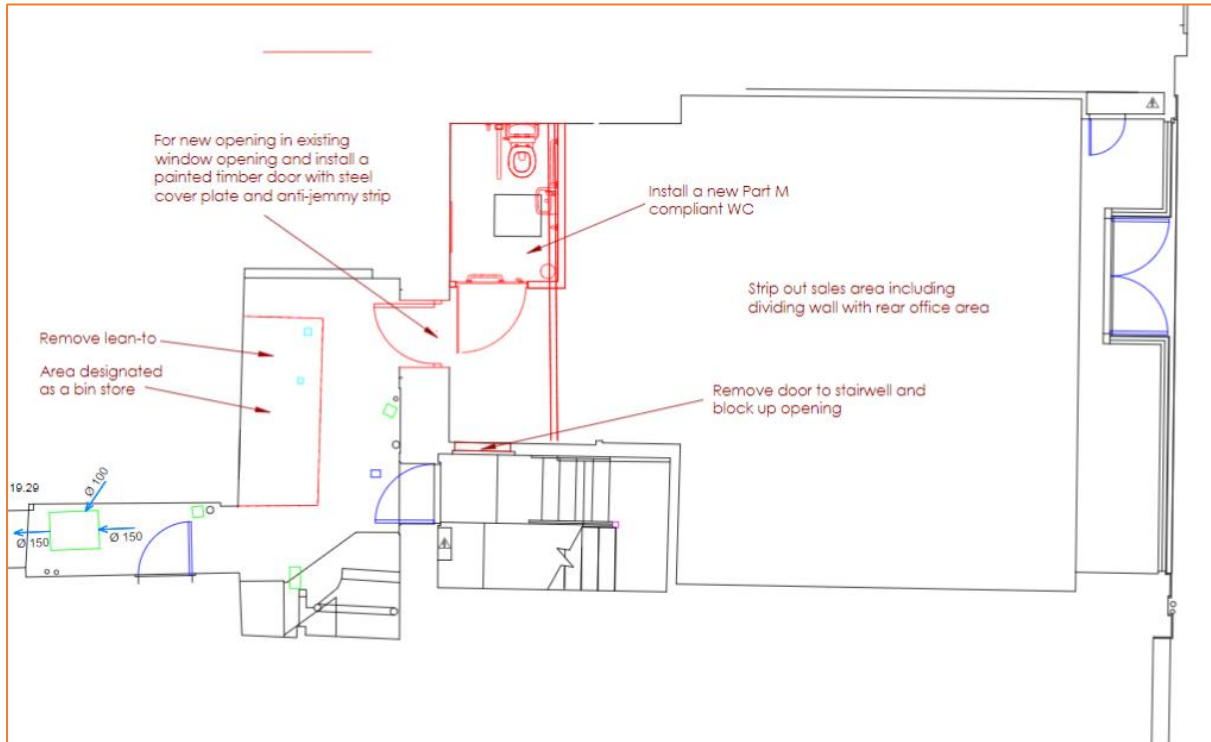 For new opening in existing
window opening and install a
painted timber door with steel
cover plate and anti-jemmy strip
Install a new Part M
compliant WC
Strip out sales area including
dividing wall with rear office area
Remove lean-to
Area designated
as a bin store
Remove door to stairwell and
block up opening
19.29
Ø 100
Ø 150
Ø 150